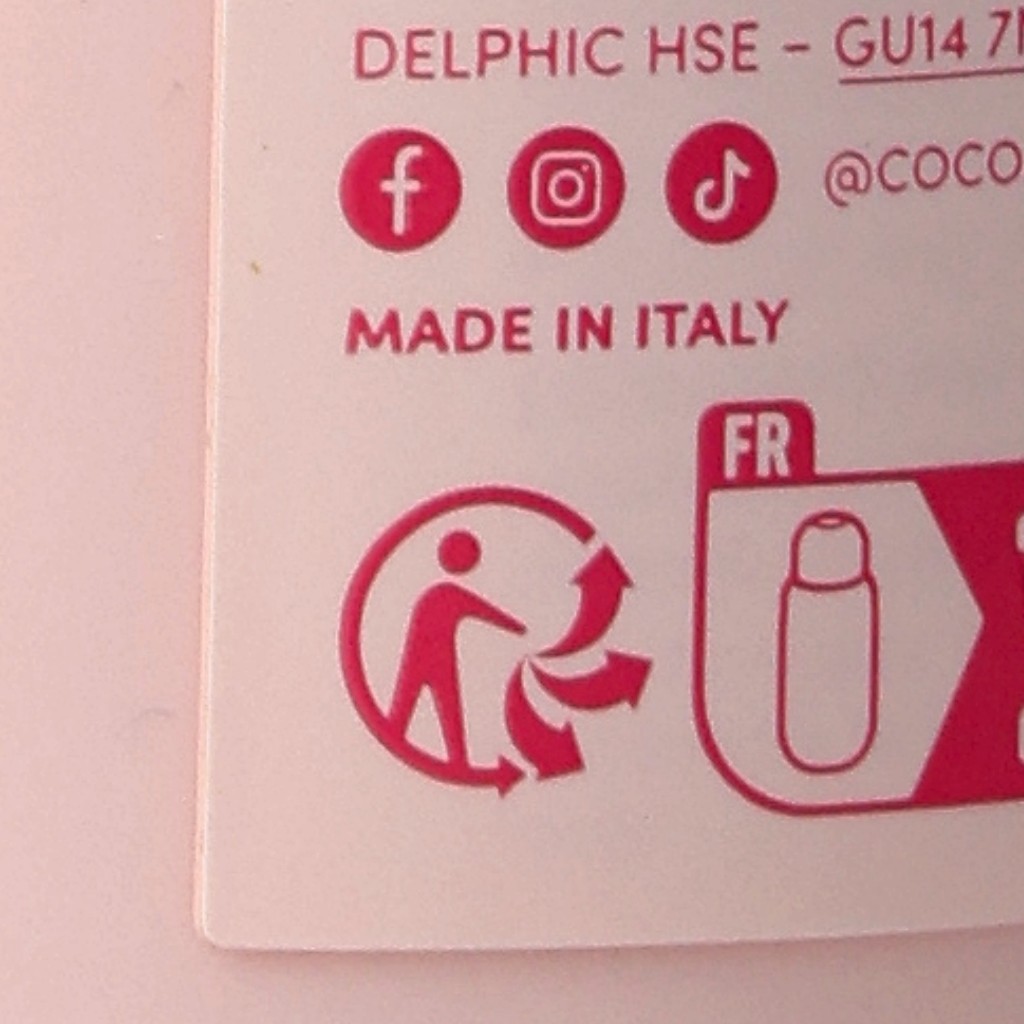 DELPHIC HSE – GU14
@COCO
MADE IN ITALY
FR